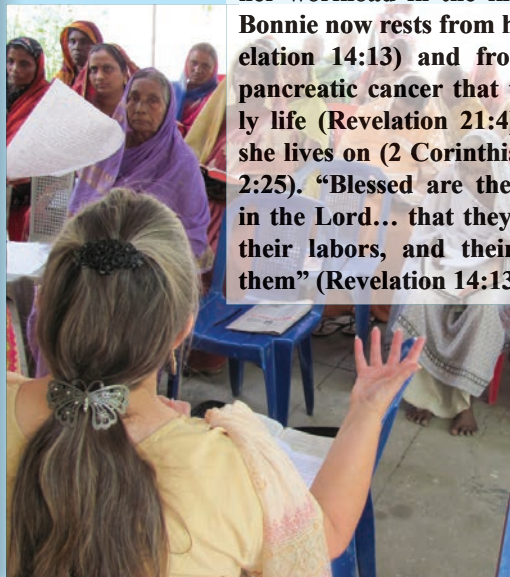 Bonnie now rests from h
elation 14:13) and fro
pancreatic cancer that
ly life (Revelation 21:4
she lives on (2 Corinthi
2:25). “Blessed are the
in the Lord… that they
their labors, and their
them” (Revelation 14:13